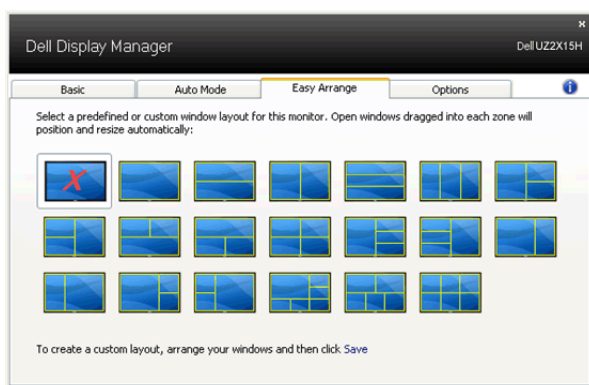 x
Dell Display Manager
Dell UZ2X15H
Basic
Auto Mode
Easy Arrange
Options
i
Select a predefined or custom window layout for this monitor. Open windows dragged into each zone will
position and resize automatically:
To create a custom layout, arrange your windows and then click Save